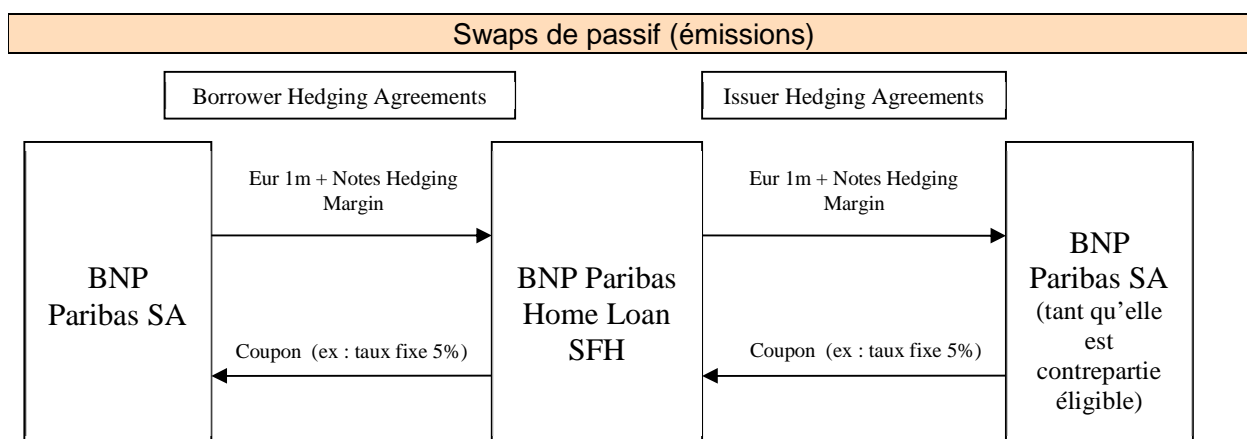 Swaps de passif (émissions)
Borrower Hedging Agreements
Issuer Hedging Agreements
BNP
Paribas SA
Eur 1m + Notes Hedging
Margin
Coupon (ex : taux fixe 5%)
BNP Paribas
Home Loan
SFH
Eur 1m + Notes Hedging
Margin
Coupon (ex : taux fixe 5%)
BNP
Paribas SA
(tant qu’elle
est
contrepartie
éligible)